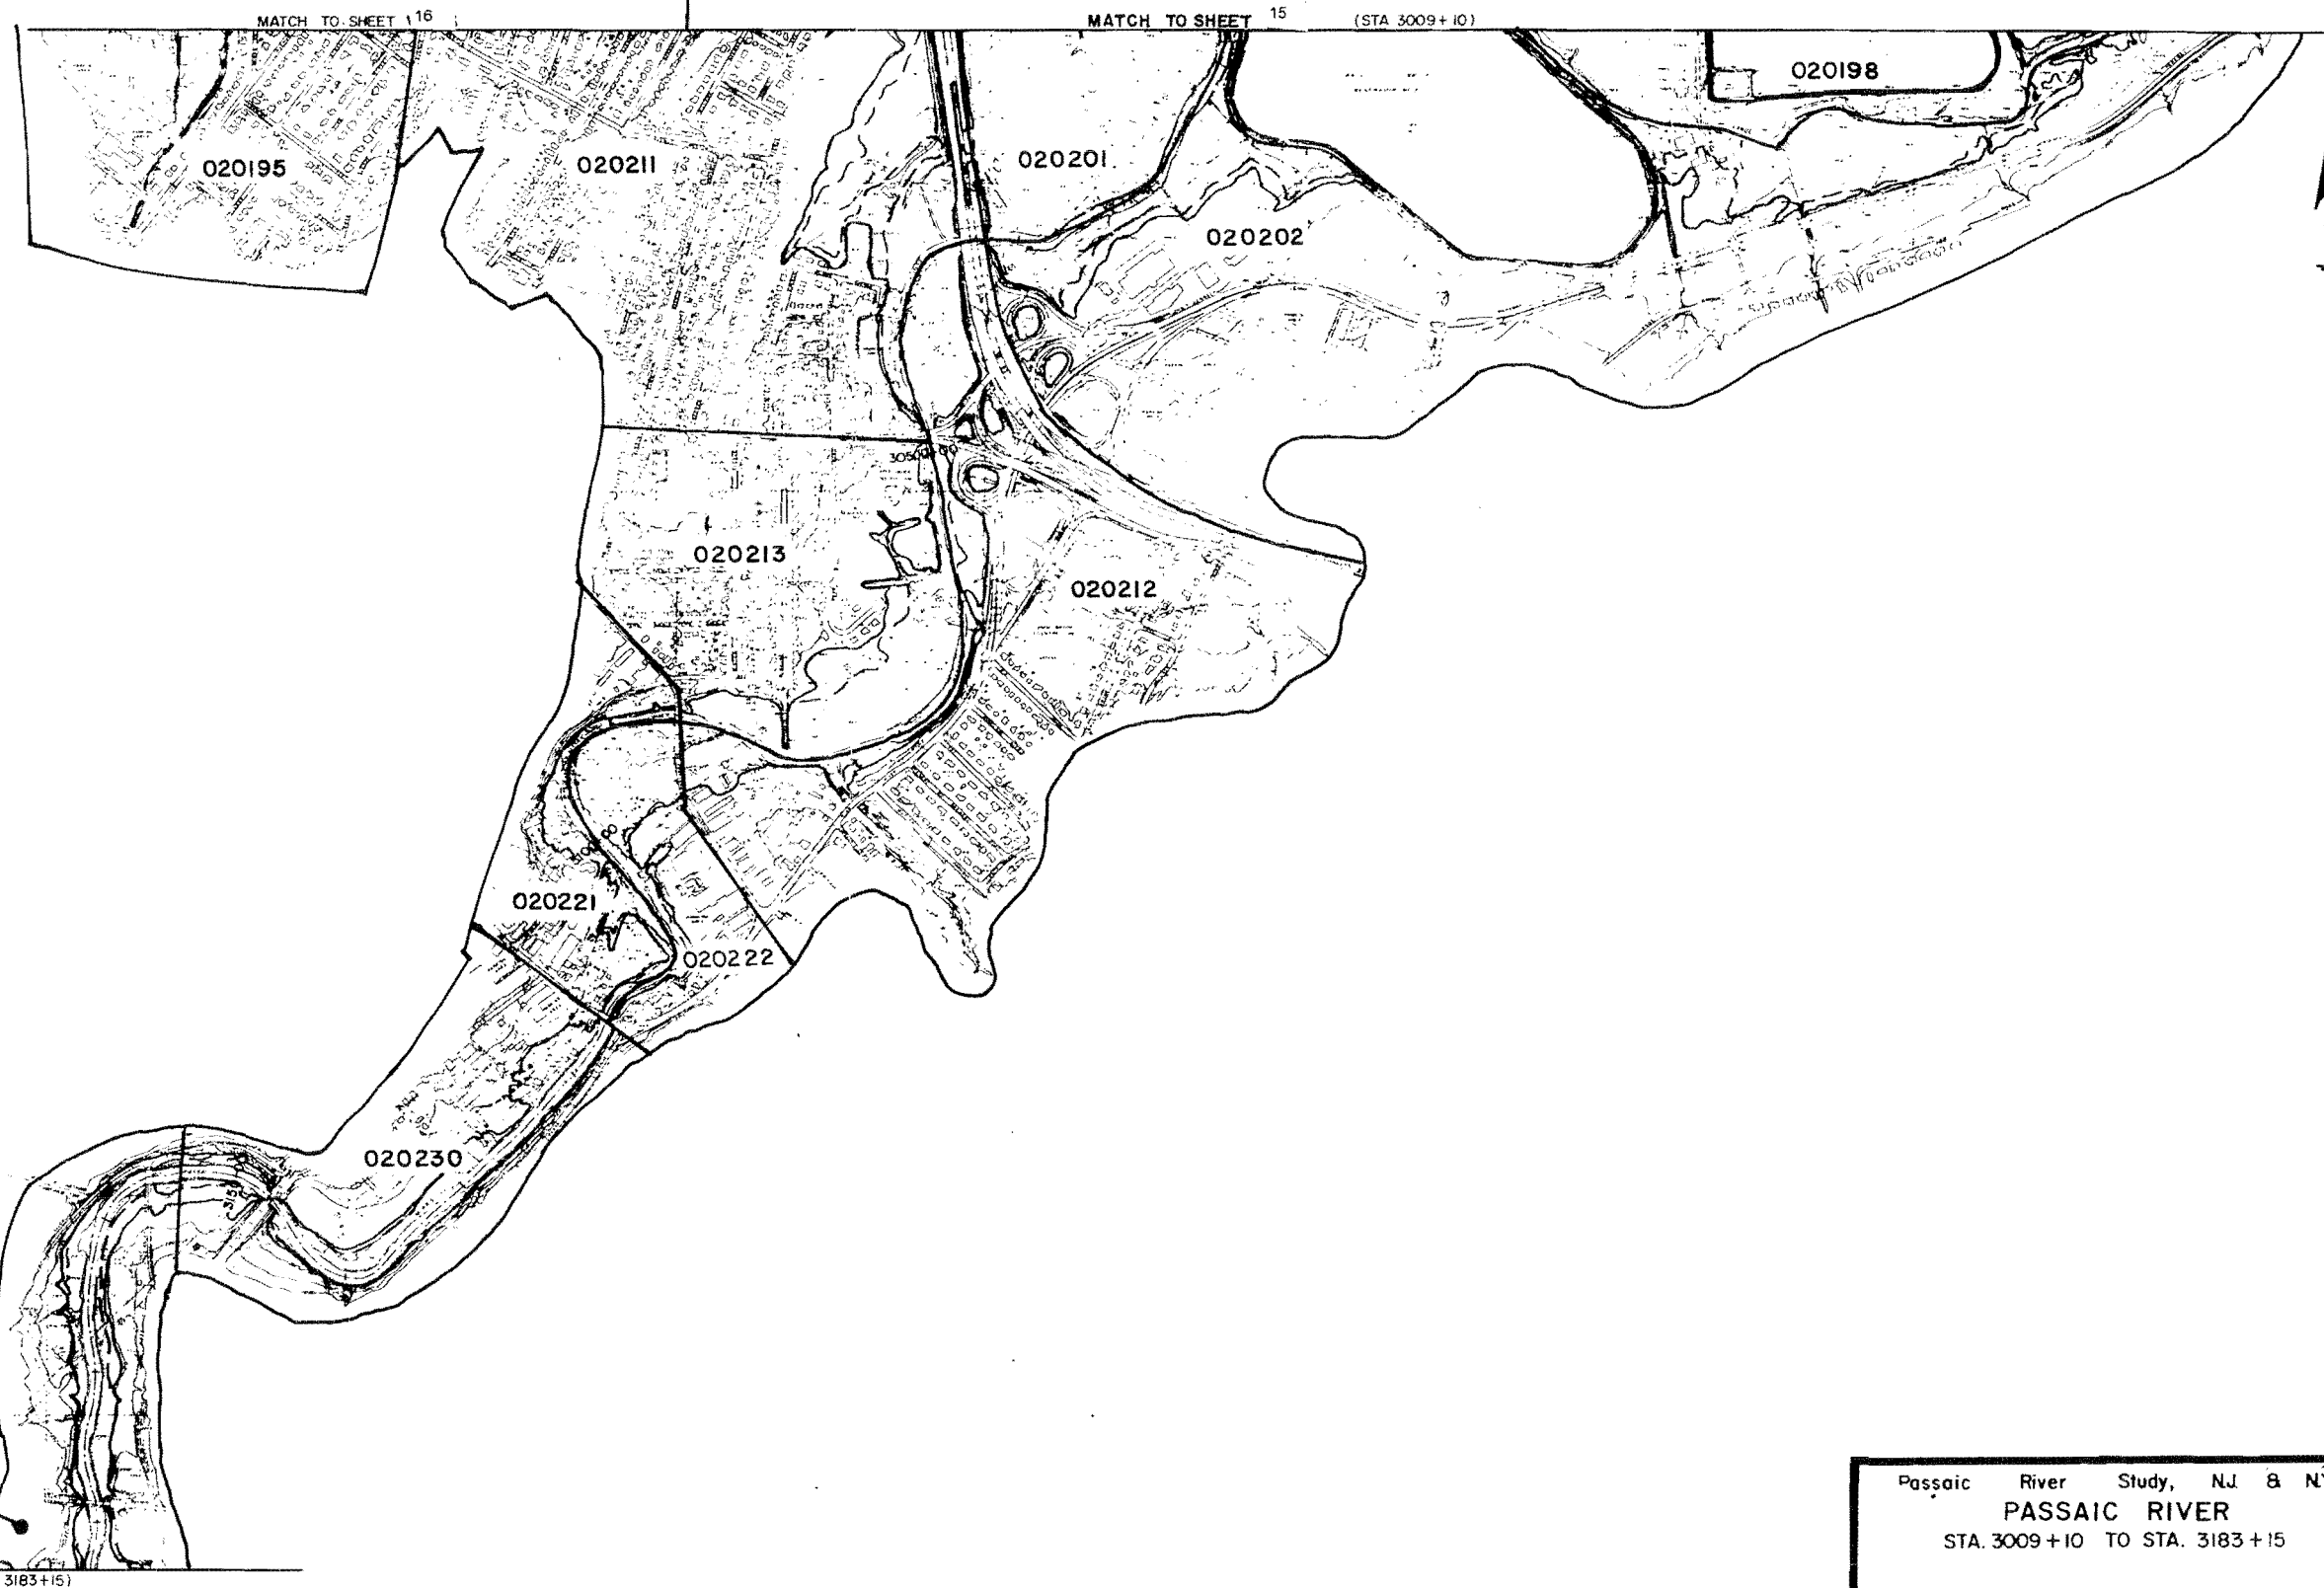 MATCH TO SHEET 16
MATCH TO SHEET 15 (STA 3009+10)
020198
020195
020211
020201
020202
020213
020212
020221
020222
020230
Passaic River Study, N.J. & N.Y
PASSAIC RIVER
STA. 3009+10 TO STA. 3183+15
3183+15)